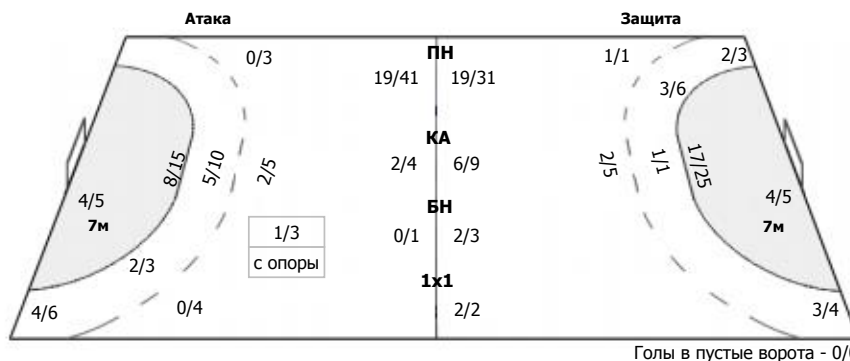 Атака
Защита
0/3
ПН
1/1
2/3
19/41
19/31
3/6
КА
8/15
5/10
2/5
2/4
6/9
2/5
1/1
17/25
4/5
7м
БН
4/5
7м
1/3
с опоры
0/1
2/3
2/3
1x1
4/6
0/4
2/2
3/4
Голы в пустые ворота -